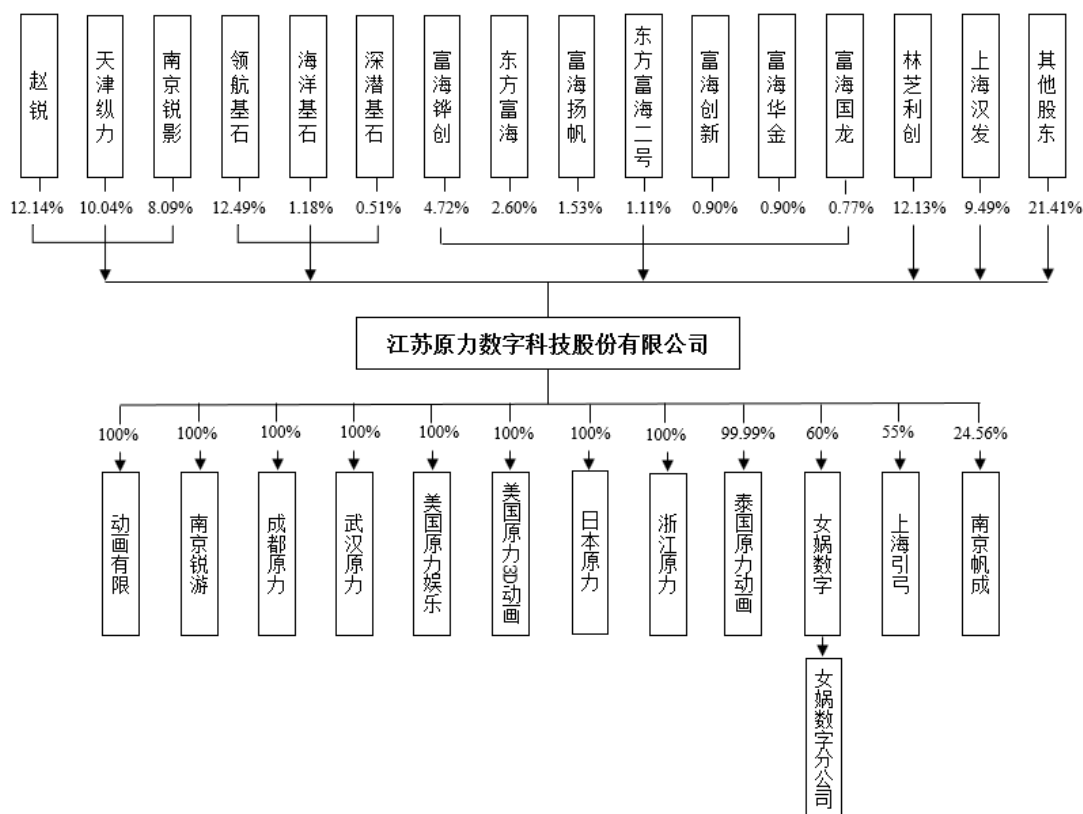 赵锐
天津纵力
南京锐影
领航基石
海洋基石
深潜基石
富海铧创
东方富海
富海扬帆
东方富海二号
富海创新
富海华金
富海国龙
林芝利创
上海汉发
其他股东
12.14%
10.04%
8.09%
12.49%
1.18%
0.51%
4.72%
2.60%
1.53%
1.11%
0.90%
0.90%
0.77%
12.13%
9.49%
21.41%
江苏原力数字科技股份有限公司
100%
100%
100%
100%
100%
100%
100%
100%
99.99%
60%
55%
24.56%
动画有限
南京锐游
成都原力
武汉原力
美国原力娱乐
美国原力3D动画
日本原力
浙江原力
泰国原力动画
女娲数字
上海引弓
南京帆成
女娲数字分公司